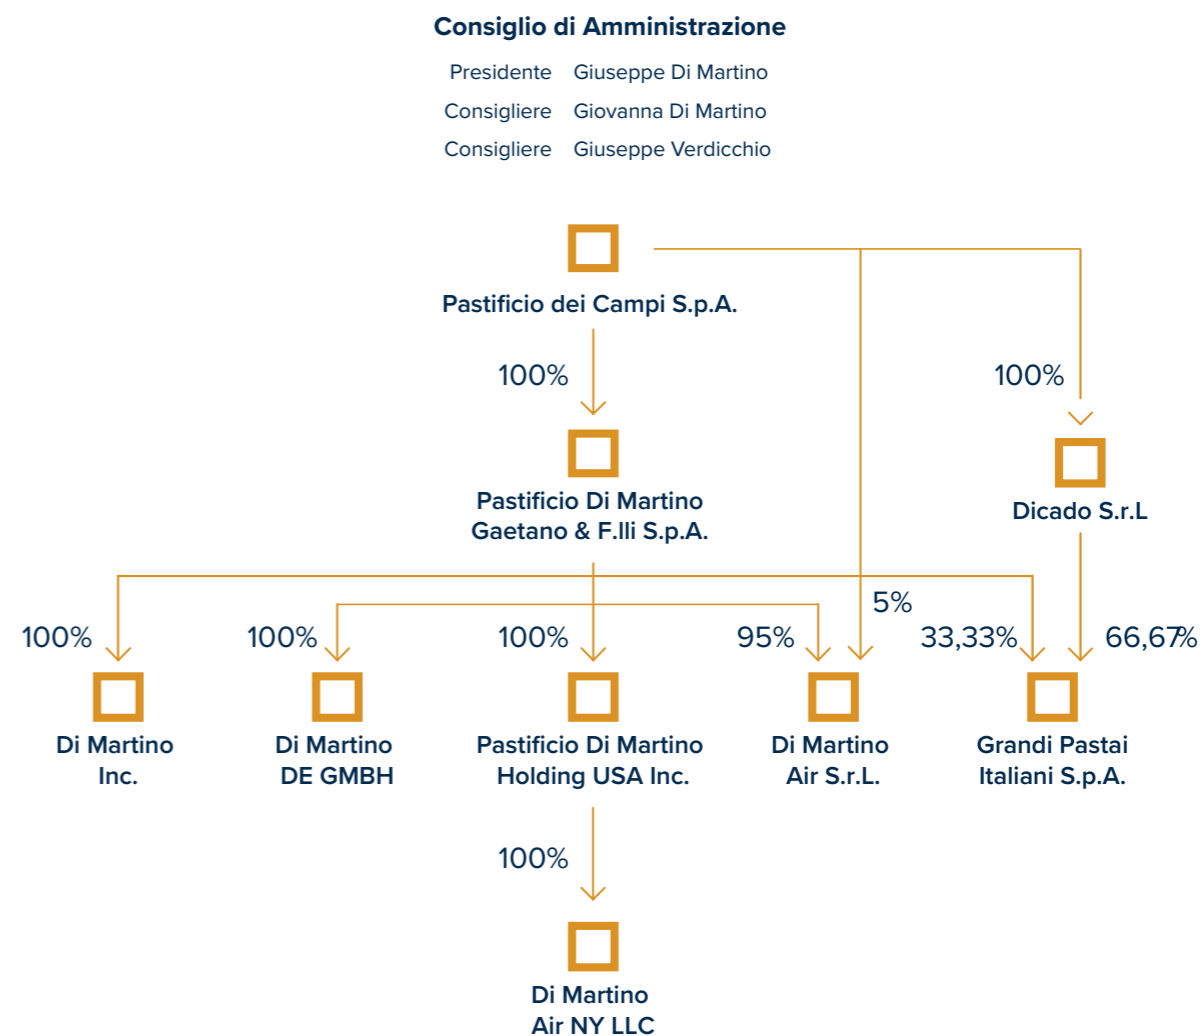 Consiglio di Amministrazione
Presidente Giuseppe Di Martino
Consigliere Giovanna Di Martino
Consigliere Giuseppe Verdicchio
Pastificio dei Campi S.p.A.
100%
100%
Pastificio Di Martino
Gaetano & F.lli S.p.A.
Dicado S.r.L
5%
100%
100%
100%
95%
33,33%
66,67%
Di Martino
Inc.
Di Martino
DE GMBH
Pastificio Di Martino
Holding USA Inc.
Di Martino
Air S.r.L.
Grandi Pastai
Italiani S.p.A.
100%
Di Martino
Air NY LLC